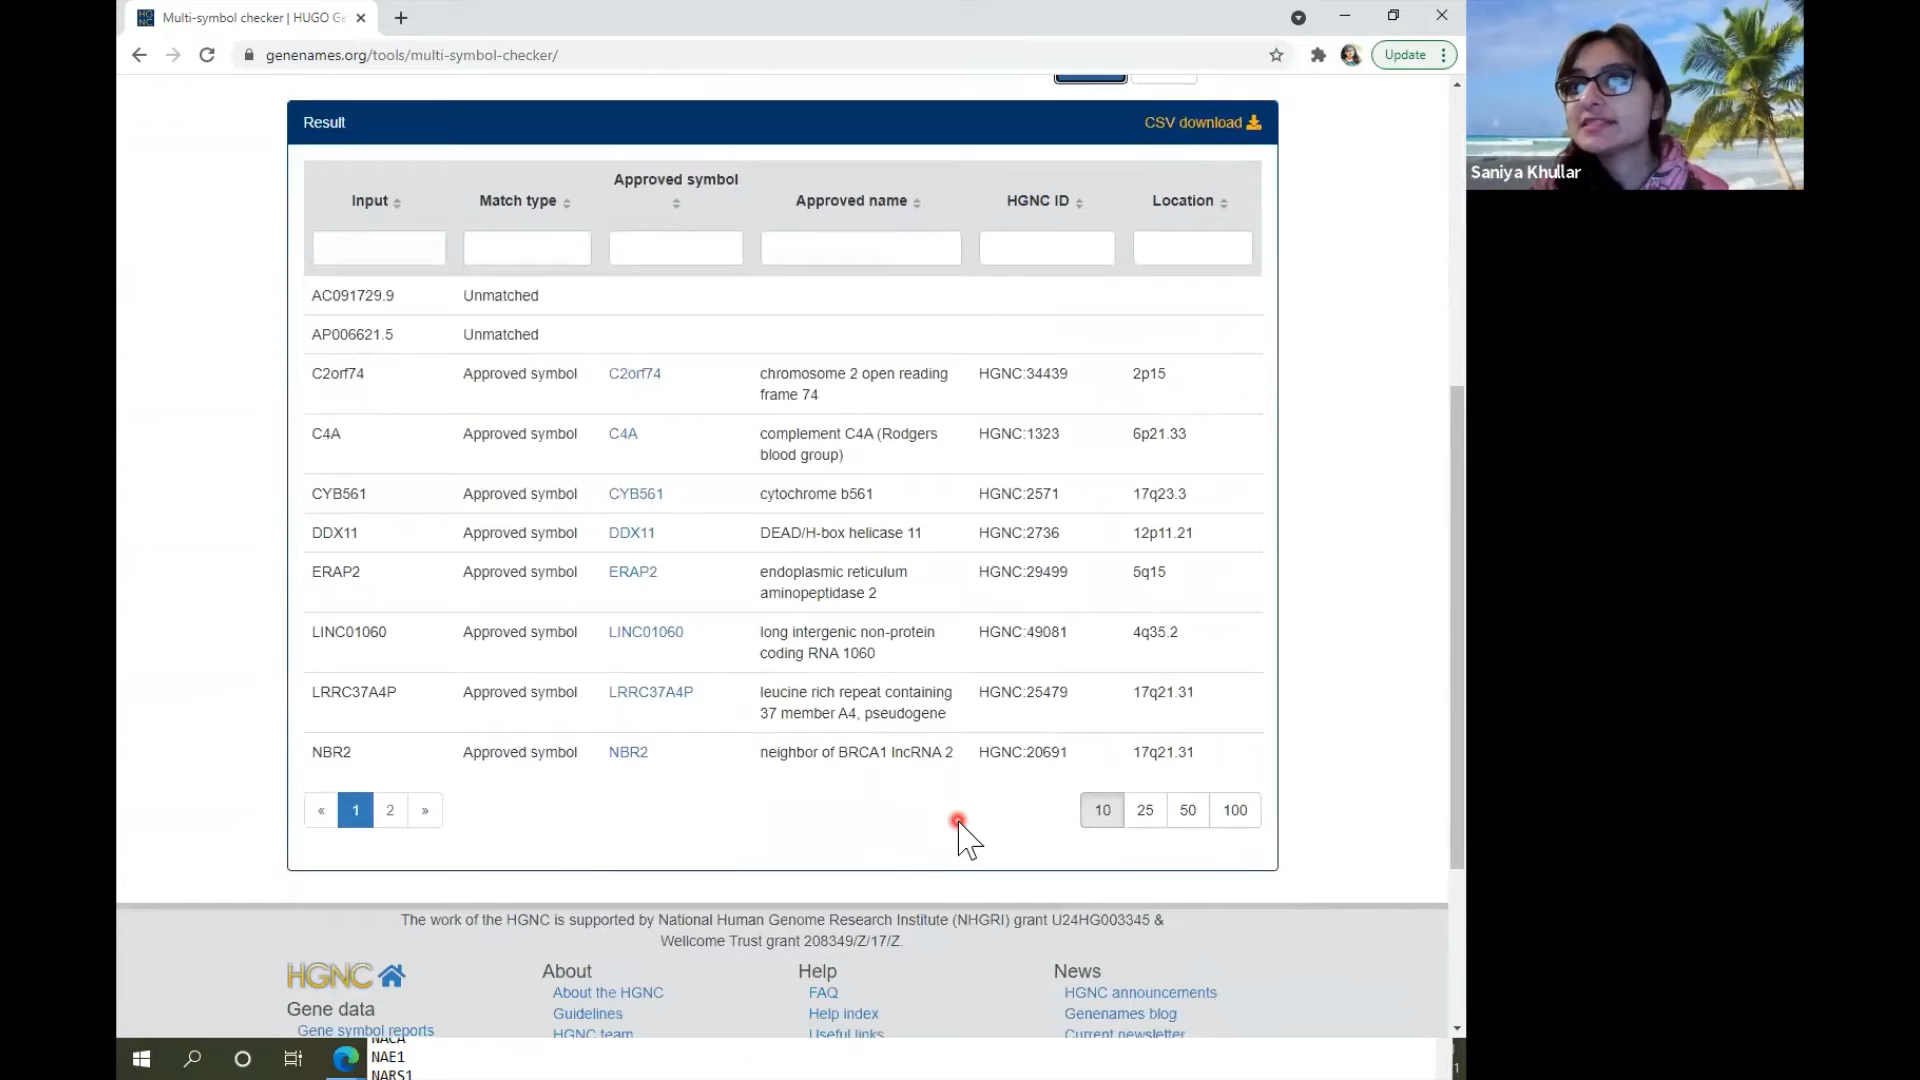 Multi-symbol checker | HUGO Ge
genenames.org/tools/multi-symbol-checker/
Update
Saniya Khullar
Result
CSV download
Input
Match type
Approved symbol
Approved name
HGNC ID
Location
AC091729.9 Unmatched
AP006621.5 Unmatched
C2orf74 Approved symbol C2orf74 chromosome 2 open reading HGNC:34439 2p15
frame 74
C4A Approved symbol C4A complement C4A (Rodgers HGNC:1323 6p21.33
blood group)
CYB561 Approved symbol CYB561 cytochrome b561 HGNC:2571 17q23.3
DDX11 Approved symbol DDX11 DEAD/H-box helicase 11 HGNC:2736 12p11.21
ERAP2 Approved symbol ERAP2 endoplasmic reticulum HGNC:29499 5q15
aminopeptidase 2
LINC01060 Approved symbol LINC01060 long intergenic non-protein HGNC:49081 4q35.2
coding RNA 1060
LRRC37A4P Approved symbol LRRC37A4P leucine rich repeat containing HGNC:25479 17q21.31
37 member A4, pseudogene
NBR2 Approved symbol NBR2 neighbor of BRCA1 lncRNA 2 HGNC:20691 17q21.31
« 1 2 » 10 25 50 100
The work of the HGNC is supported by National Human Genome Research Institute (NHGRI) grant U24HG003345 &
Wellcome Trust grant 208349/Z/17/Z.
HGNC
Gene data
Gene symbol reports
About
About the HGNC
Guidelines
HGNC team
Help
FAQ
Help index
Useful links
News
HGNC announcements
Genenames blog
Current newsletter
NACA
NAE1
NARS1